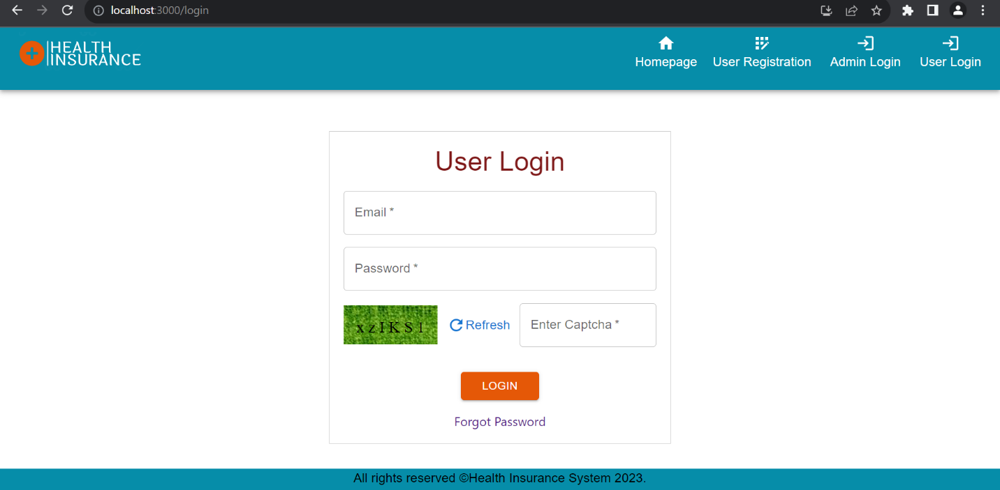 localhost:3000/login
HEALTH
INSURANCE
Homepage
User Registration
Admin Login
User Login
User Login
Email *
Password *
x z I K S l
Refresh
Enter Captcha *
LOGIN
Forgot Password
All rights reserved ©Health Insurance System 2023.